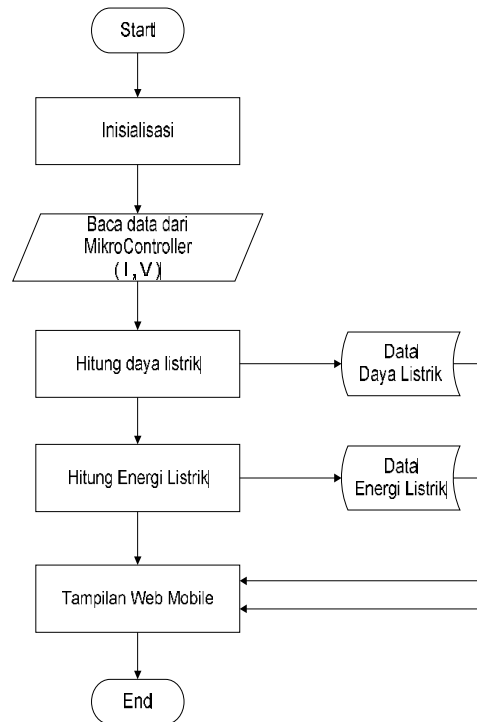 Start
Inisialisasi
Baca data dari
MikroController
( I , V )
Hitung daya listrik
Data
Daya Listrik
Hitung Energi Listrik
Data
Energi Listrik
Tampilan Web Mobile
End